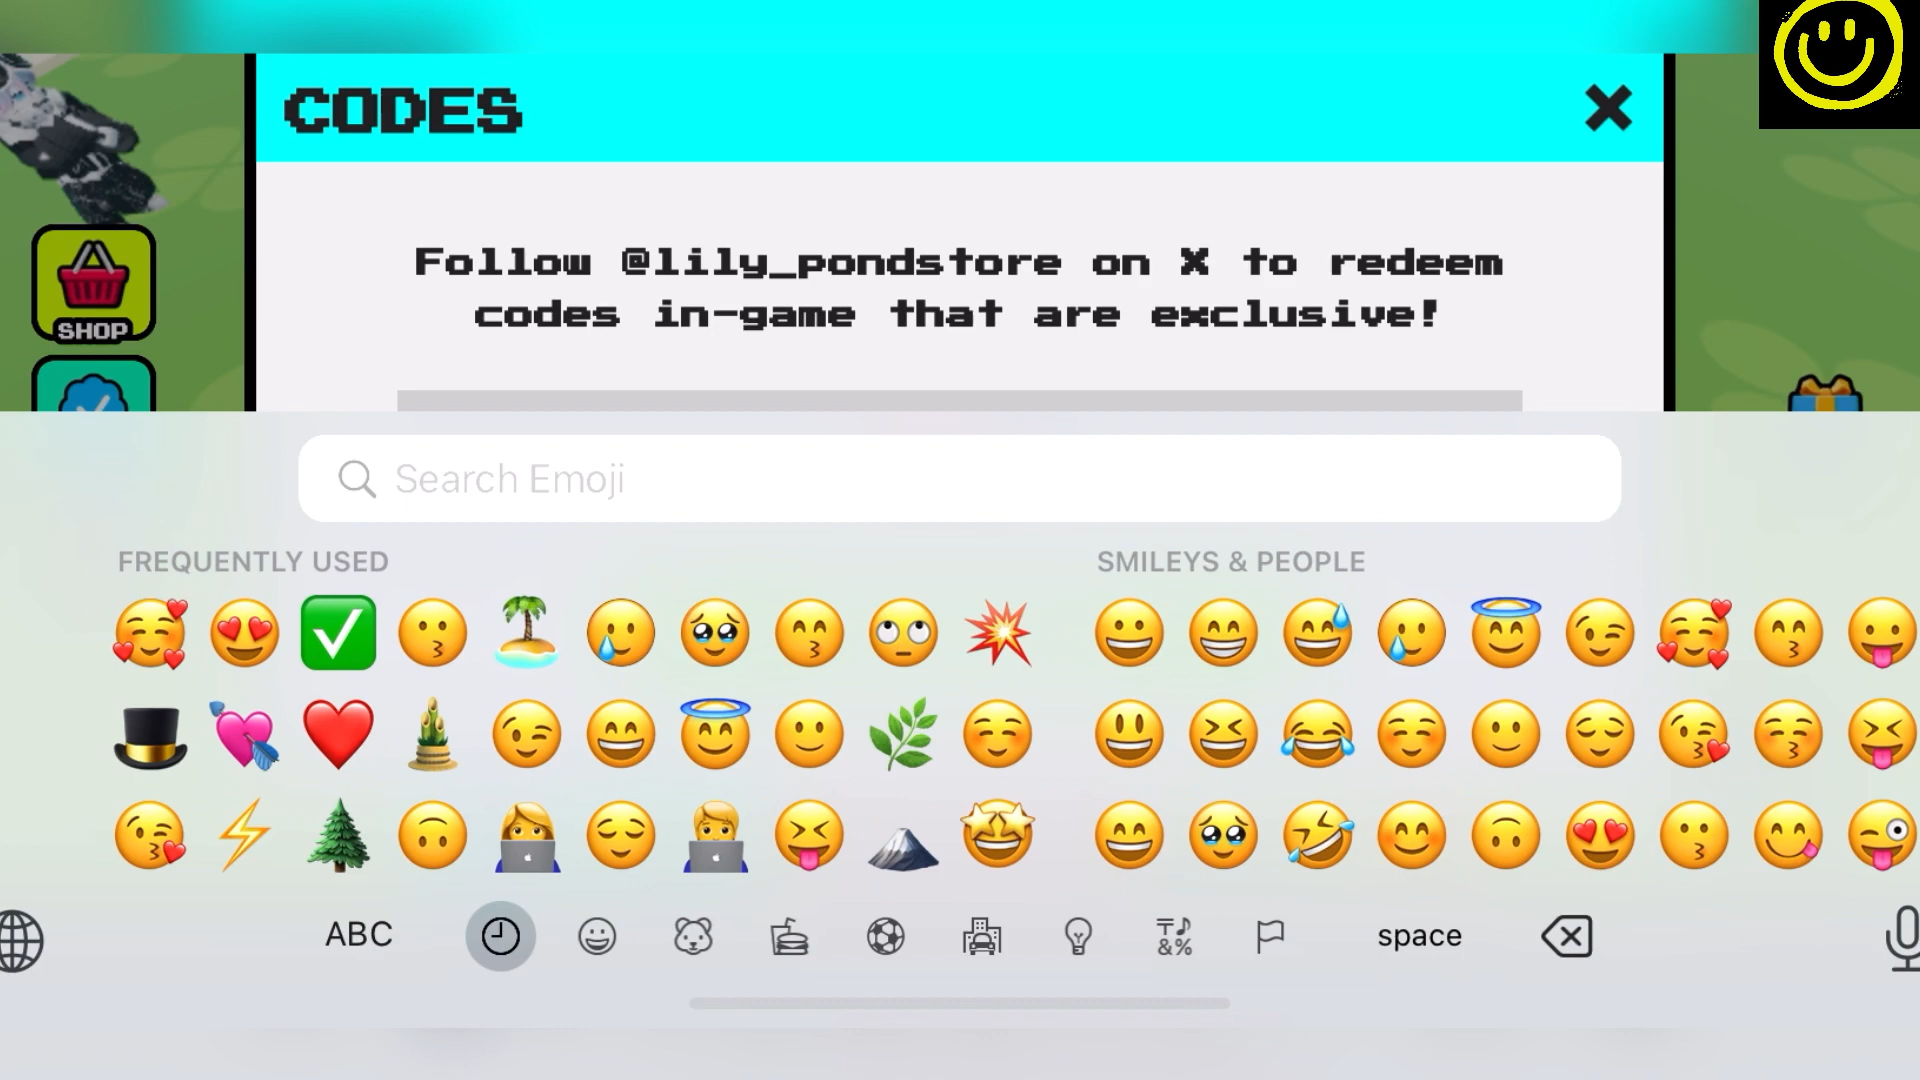 CODES
Follow @lily_pondstore on X to redeem
codes in-game that are exclusive!
SHOP
Search Emoji
FREQUENTLY USED
SMILEYS & PEOPLE
ABC
&%
space